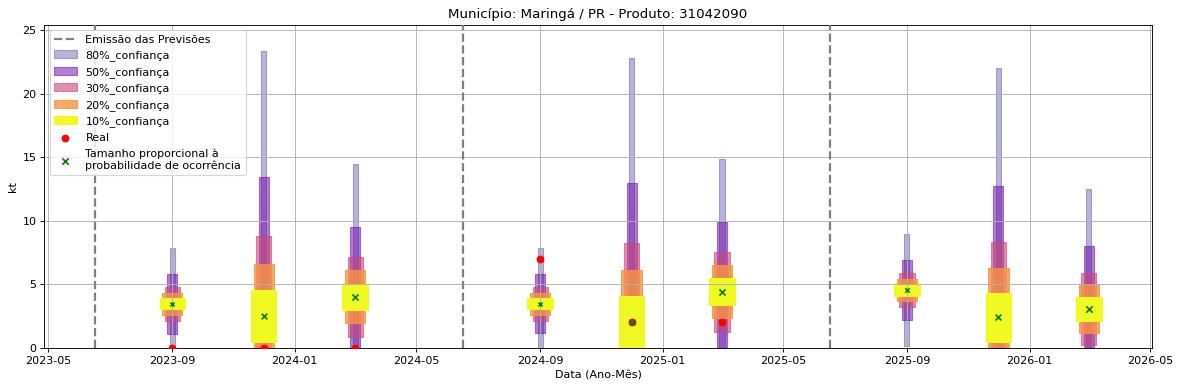 Município: Maringá / PR - Produto: 31042090
25
20
15
10
5
0
kt
Emissão das Previsões
80%_confiança
50%_confiança
30%_confiança
20%_confiança
10%_confiança
Real
Tamanho proporcional à
probabilidade de ocorrência
2023-05 2023-09 2024-01 2024-05 2024-09 2025-01 2025-05 2025-09 2026-01 2026-05
Data (Ano-Mês)